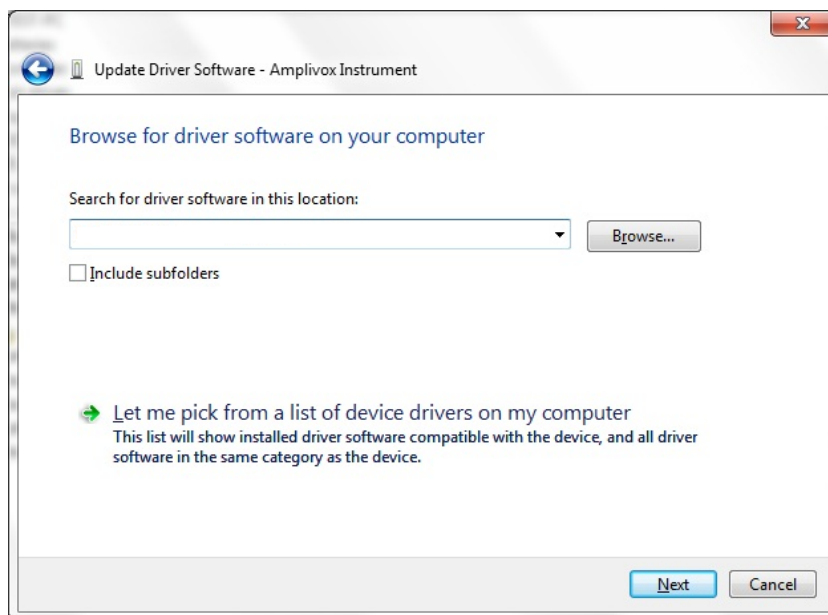 Update Driver Software - Amplivox Instrument
Browse for driver software on your computer
Search for driver software in this location:
Browse...
Include subfolders
Let me pick from a list of device drivers on my computer
This list will show installed driver software compatible with the device, and all driver
software in the same category as the device.
Next
Cancel